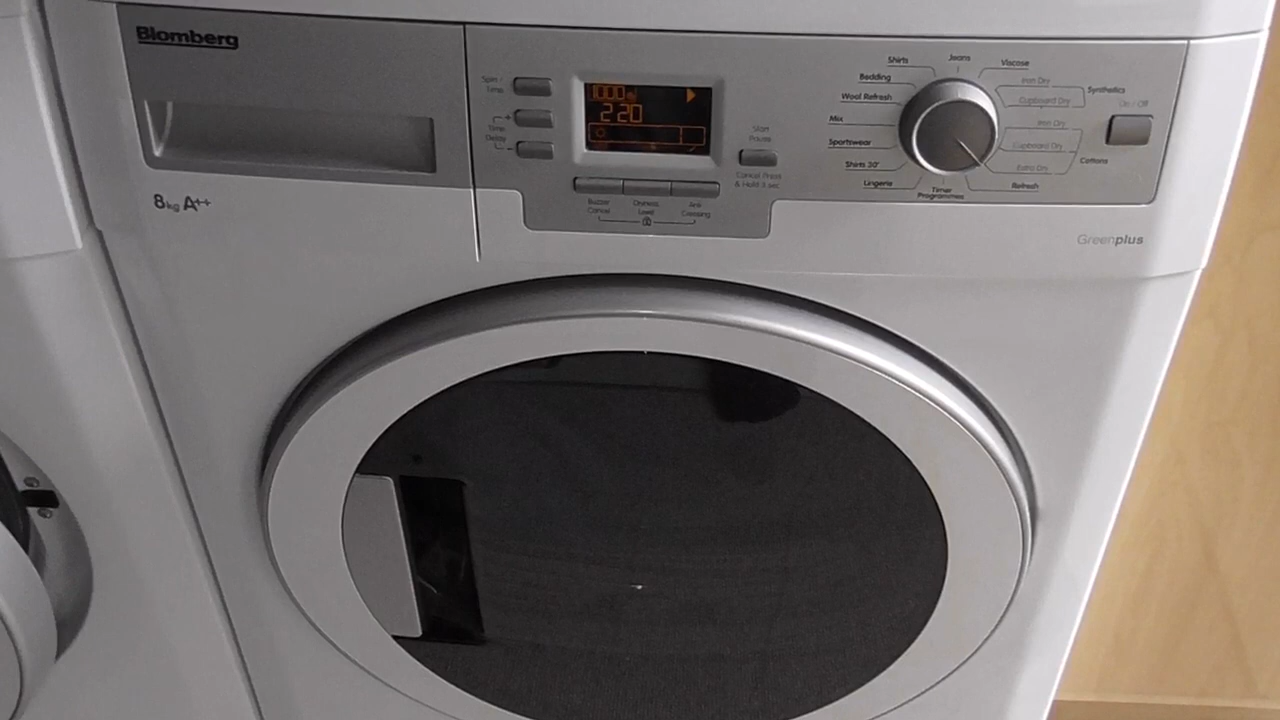 Blomberg
8kg A++
Spin /
Time
Time
Delay
1000
220
Start
Pause
Cancel Press
& Hold 3 sec
Buzzer
Cancel
Dryness
Level
Anti
Creasing
Jeans
Shirts
Viscose
Bedding
Iron Dry
Synthetics
Wool Refresh
Cupboard Dry
Mix
Iron Dry
On / Off
Sportswear
Cupboard Dry
Cottons
Shirts 30'
Extra Dry
Lingerie
Timer
Programmes
Refresh
Greenplus